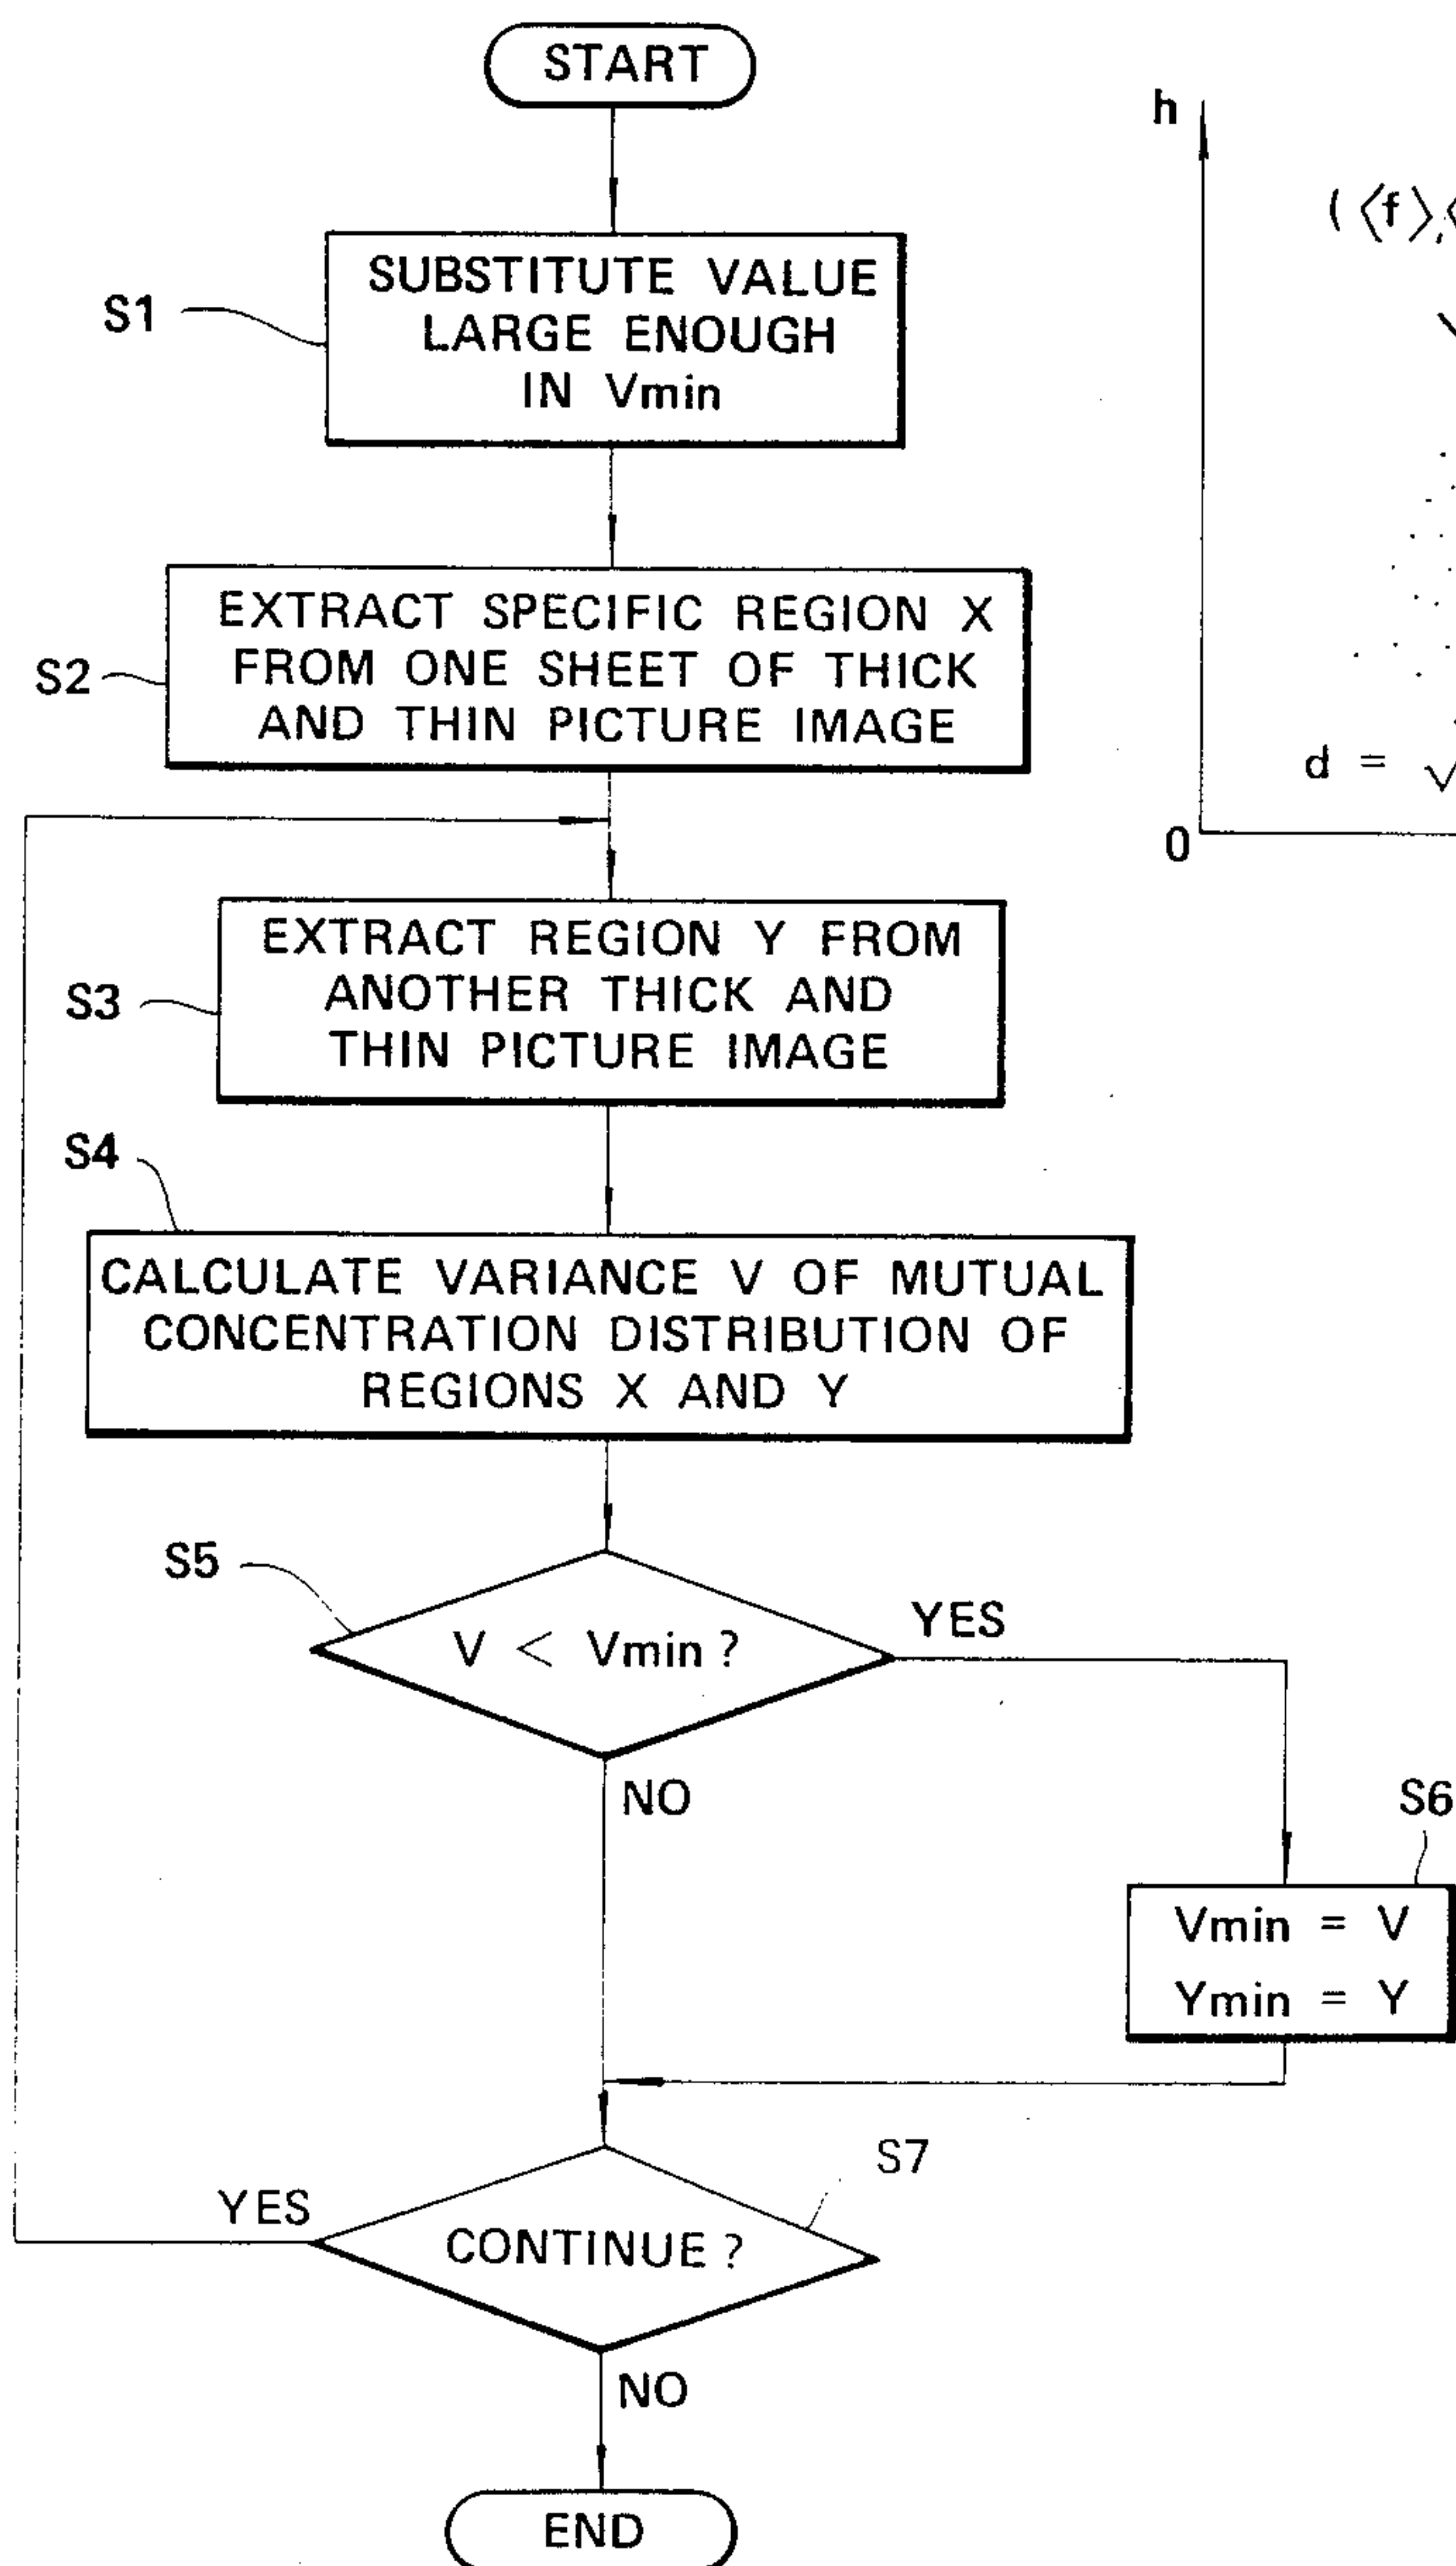 START
S1
SUBSTITUTE VALUE
LARGE ENOUGH
IN Vmin
S2
EXTRACT SPECIFIC REGION X
FROM ONE SHEET OF THICK
AND THIN PICTURE IMAGE
S3
EXTRACT REGION Y FROM
ANOTHER THICK AND
THIN PICTURE IMAGE
S4
CALCULATE VARIANCE V OF MUTUAL
CONCENTRATION DISTRIBUTION OF
REGIONS X AND Y
S5
V < Vmin ?
YES
NO
S6
Vmin = V
Ymin = Y
S7
CONTINUE ?
YES
NO
END
h
(⟨f⟩,⟨
d = √
0